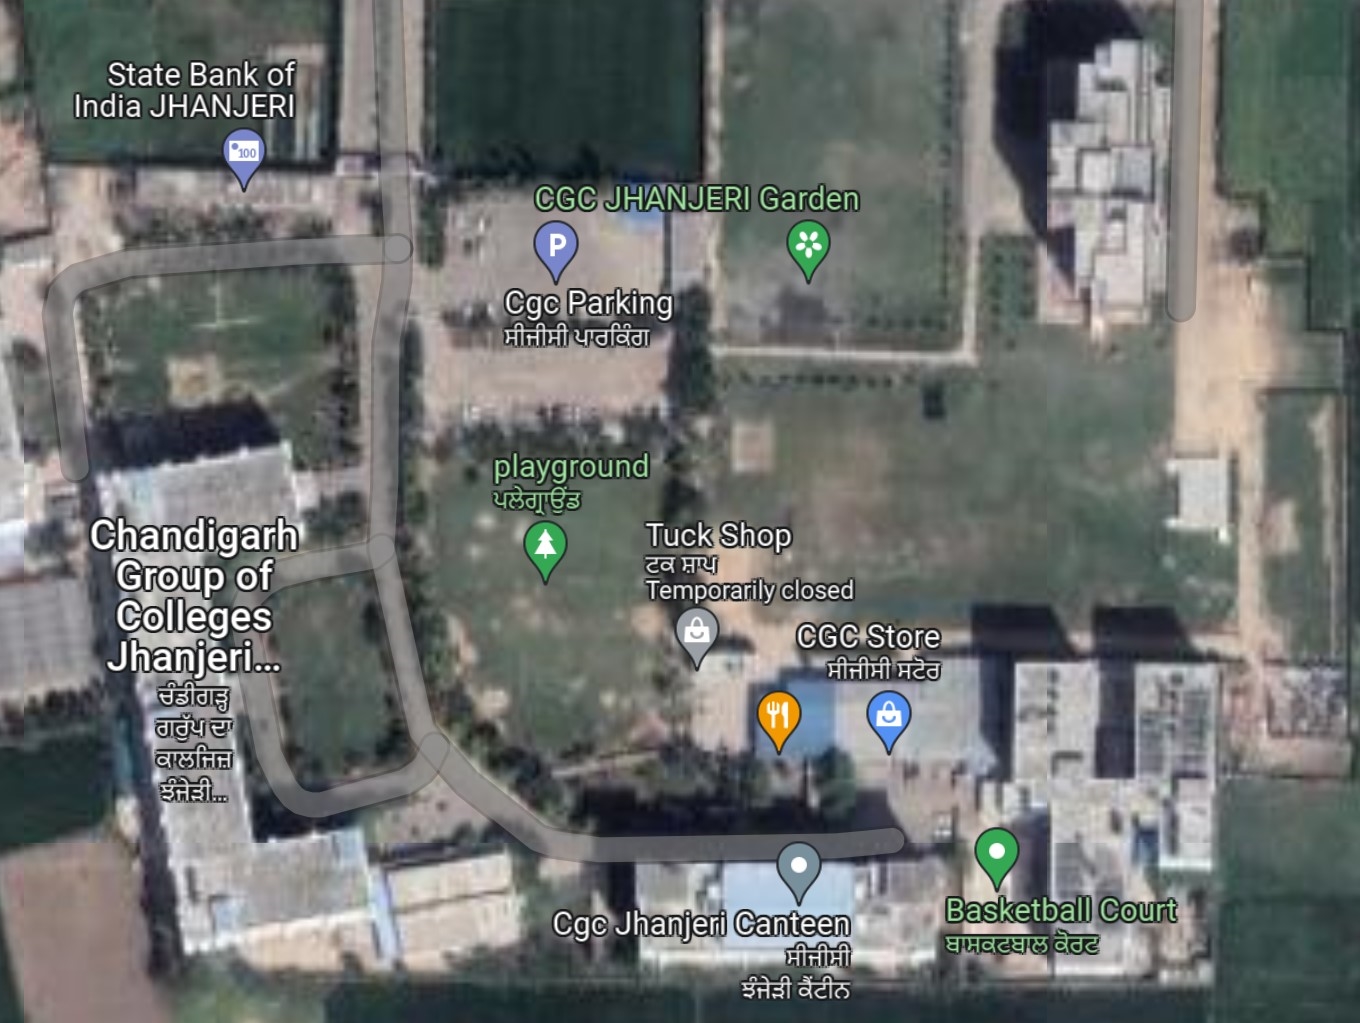 State Bank of
India JHANJERI
100
CGC JHANJERI Garden
P
Cgc Parking
ਸੀਜੀਸੀ ਪਾਰਕਿੰਗ
playground
ਪਲੇਗ੍ਰਾਉਂਡ
Tuck Shop
ਟਕ ਸ਼ਾਪ
Temporarily closed
Chandigarh
Group of
Colleges
Jhanjeri...
ਚੰਡੀਗੜ੍ਹ
ਗਰੁੱਪ ਦਾ
ਕਾਲਜਿਜ਼
ਝੰਜੇੜੀ...
CGC Store
ਸੀਜੀਸੀ ਸਟੋਰ
Cgc Jhanjeri Canteen
ਸੀਜੀਸੀ
ਝੰਜੇੜੀ ਕੈਂਟੀਨ
Basketball Court
ਬਾਸਕਟਬਾਲ ਕੋਰਟ